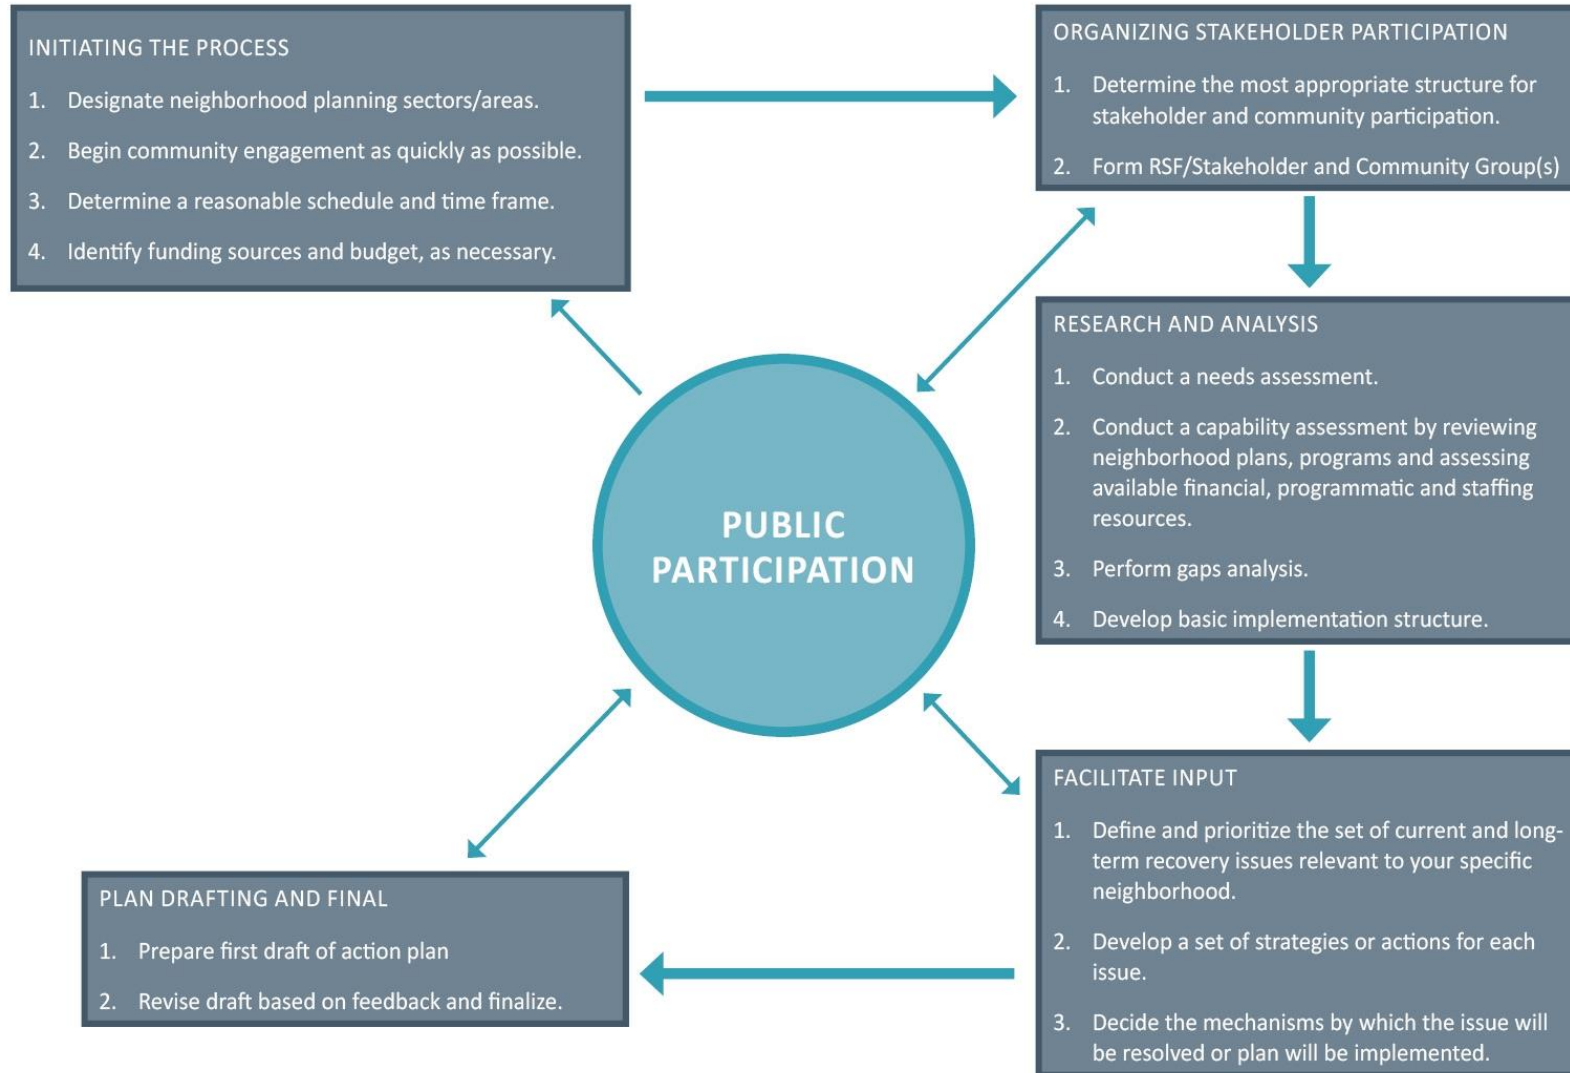 INITIATING THE PROCESS
1. Designate neighborhood planning sectors/areas.
2. Begin community engagement as quickly as possible.
3. Determine a reasonable schedule and time frame.
4. Identify funding sources and budget, as necessary.
ORGANIZING STAKEHOLDER PARTICIPATION
1. Determine the most appropriate structure for
stakeholder and community participation.
2. Form RSF/Stakeholder and Community Group(s)
RESEARCH AND ANALYSIS
1. Conduct a needs assessment.
2. Conduct a capability assessment by reviewing
neighborhood plans, programs and assessing
available financial, programmatic and staffing
resources.
3. Perform gaps analysis.
4. Develop basic implementation structure.
PUBLIC
PARTICIPATION
FACILITATE INPUT
1. Define and prioritize the set of current and long-
term recovery issues relevant to your specific
neighborhood.
2. Develop a set of strategies or actions for each
issue.
3. Decide the mechanisms by which the issue will
be resolved or plan will be implemented.
PLAN DRAFTING AND FINAL
1. Prepare first draft of action plan
2. Revise draft based on feedback and finalize.